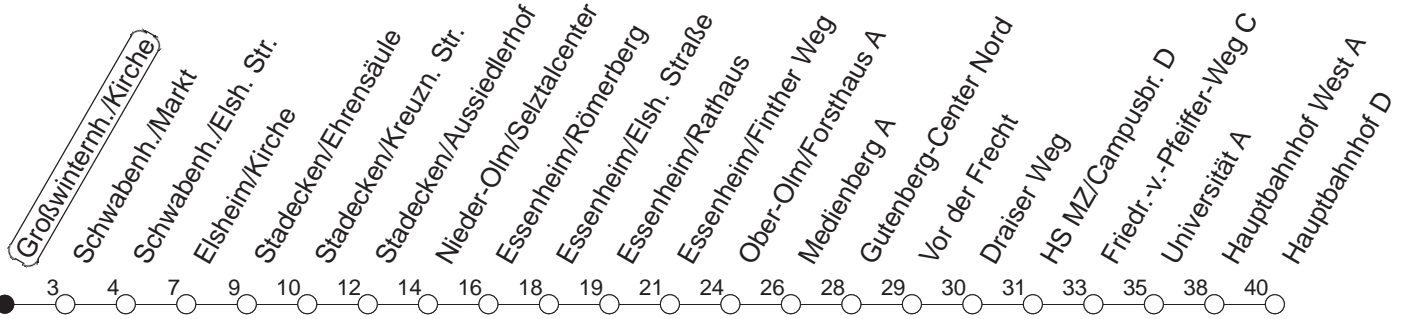 Großwinternh./Kirche
Schwabenh./Markt
Schwabenh./Elsh. Str.
Elsheim/Kirche
Stadecken/Ehrensäule
Stadecken/Kreuzn. Str.
Stadecken/Aussiedlerhof
Nieder-Olm/Selztalcenter
Essenheim/Römerberg
Essenheim/Elsh. Straße
Essenheim/Rathaus
Essenheim/Finther Weg
Ober-Olm/Forsthaus A
Medienberg A
Gutenberg-Center Nord
Vor der Frecht
Draiser Weg
HS MZ/Campusbr. D
Friedr.-v.-Pfeiffer-Weg C
Universität A
Hauptbahnhof West A
Hauptbahnhof D
3 4 7 9 10 12 14 16 18 19 21 24 26 28 29 30 31 33 35 38 40